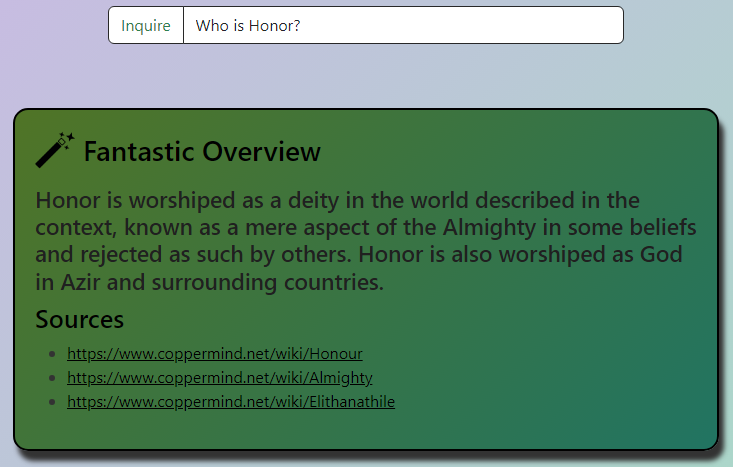 Inquire Who is Honor?
Fantastic Overview
Honor is worshiped as a deity in the world described in the
context, known as a mere aspect of the Almighty in some beliefs
and rejected as such by others. Honor is also worshiped as God
in Azir and surrounding countries.
Sources
https://www.coppermind.net/wiki/Honour
https://www.coppermind.net/wiki/Almighty
https://www.coppermind.net/wiki/Elithanathile